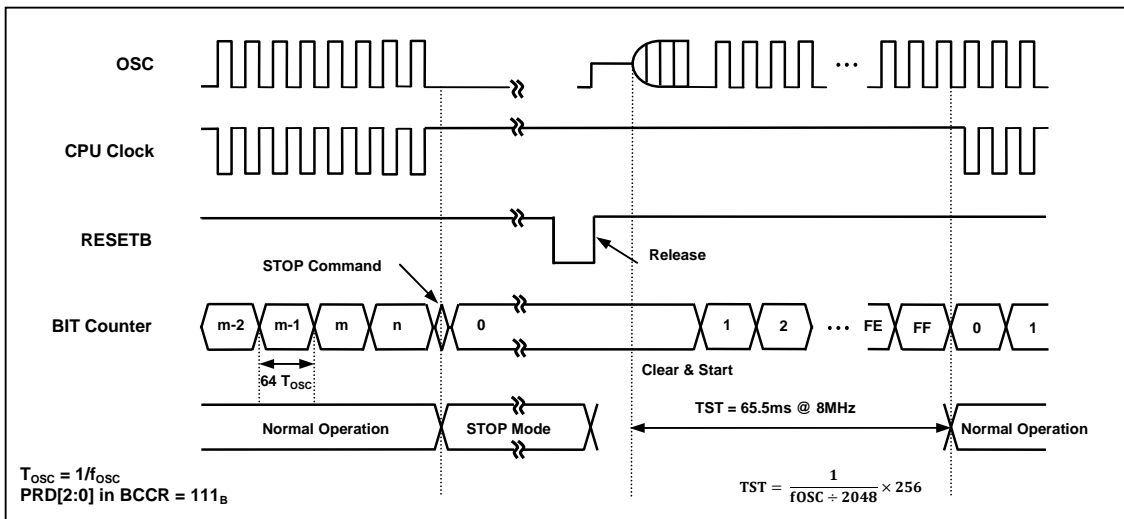 OSC
...
CPU Clock
RESETB
Release
STOP Command
BIT Counter
m-2 m-1 m n 0 1 2 ... FE FF 0 1
64 TOSC
Clear & Start
TST = 65.5ms @ 8MHz
Normal Operation STOP Mode Normal Operation
TOSC = 1/fOSC
PRD[2:0] in BCCR = 111B
TST = 1 / (fOSC ÷ 2048) × 256